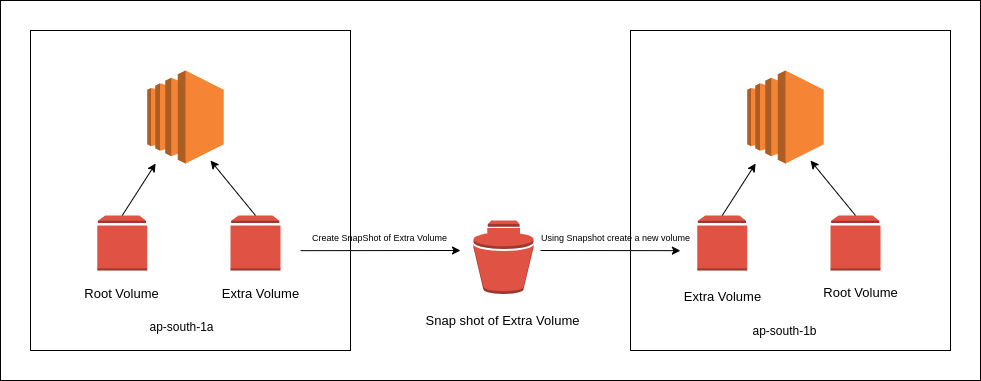 Create SnapShot of Extra Volume
Using Snapshot create a new volume
Root Volume
Extra Volume
Snap shot of Extra Volume
Extra Volume
Root Volume
ap-south-1a
ap-south-1b